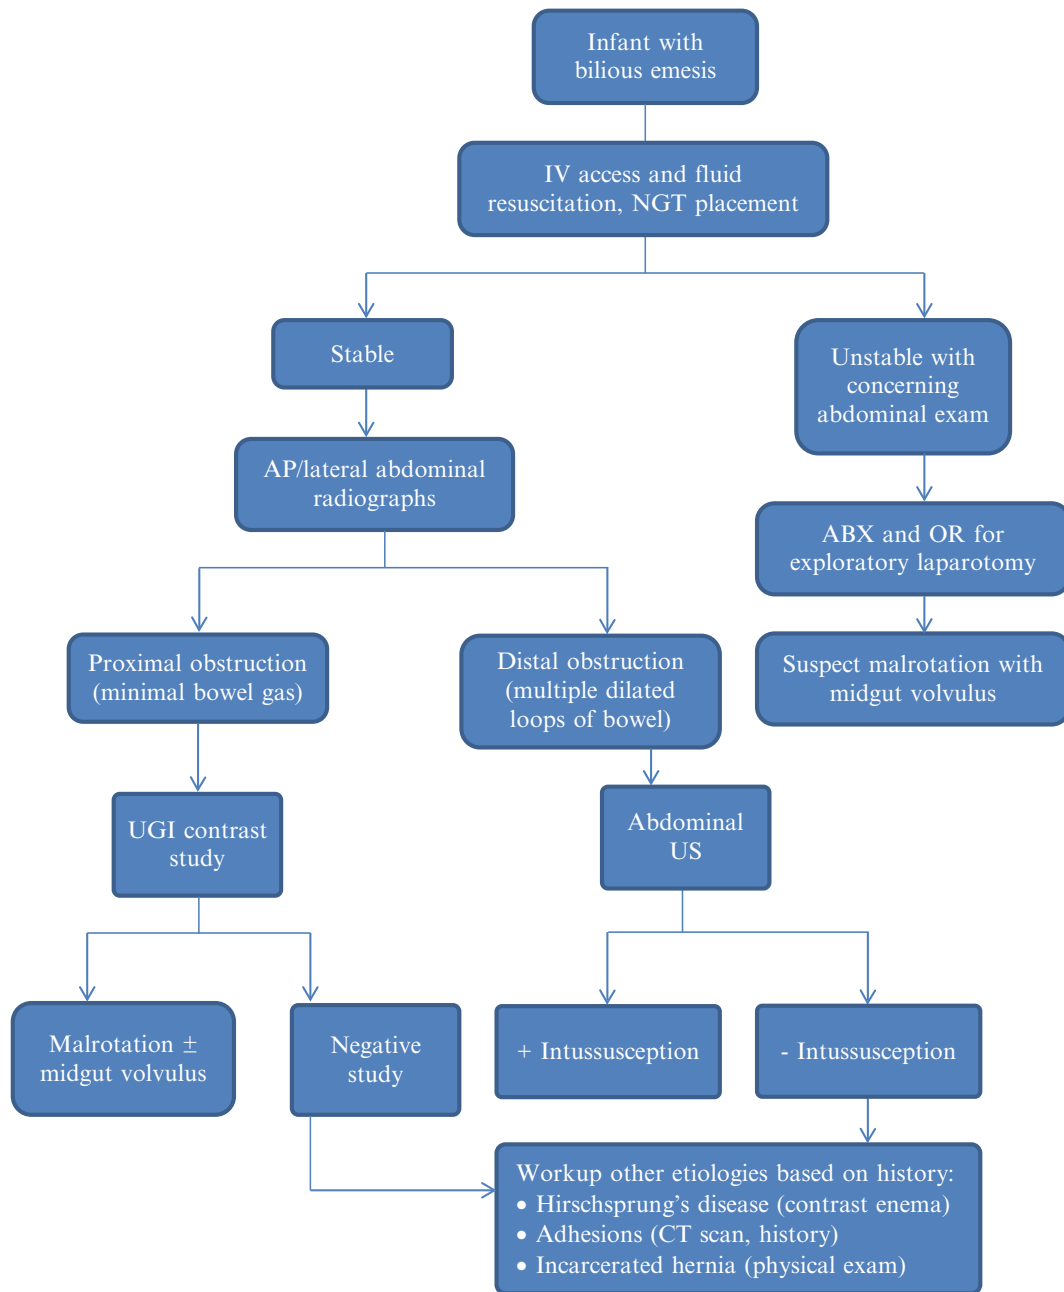 Infant with
bilious emesis
IV access and fluid
resuscitation, NGT placement
Stable
Unstable with
concerning
abdominal exam
AP/lateral abdominal
radiographs
ABX and OR for
exploratory laparotomy
Proximal obstruction
(minimal bowel gas)
Distal obstruction
(multiple dilated
loops of bowel)
Suspect malrotation with
midgut volvulus
UGI contrast
study
Abdominal
US
Malrotation ±
midgut volvulus
Negative
study
+ Intussusception
- Intussusception
Workup other etiologies based on history:
• Hirschsprung’s disease (contrast enema)
• Adhesions (CT scan, history)
• Incarcerated hernia (physical exam)